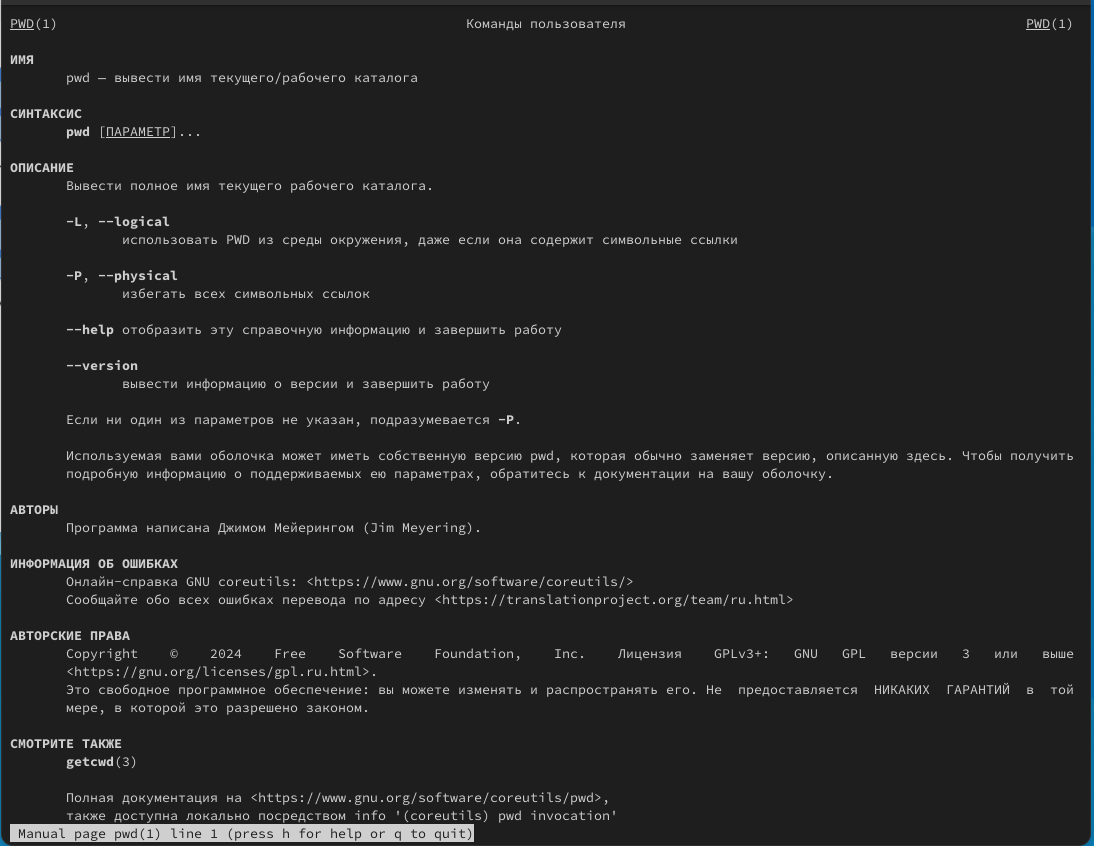 PWD(1) Команды пользователя PWD(1)
ИМЯ
pwd — вывести имя текущего/рабочего каталога
СИНТАКСИС
pwd [ПАРАМЕТР]...
ОПИСАНИЕ
Вывести полное имя текущего рабочего каталога.
-L, --logical
использовать PWD из среды окружения, даже если она содержит символьные ссылки
-P, --physical
избегать всех символьных ссылок
--help отобразить эту справочную информацию и завершить работу
--version
вывести информацию о версии и завершить работу
Если ни один из параметров не указан, подразумевается -P.
Используемая вами оболочка может иметь собственную версию pwd, которая обычно заменяет версию, описанную здесь. Чтобы получить
подробную информацию о поддерживаемых ею параметрах, обратитесь к документации на вашу оболочку.
АВТОРЫ
Программа написана Джимом Мейерингом (Jim Meyering).
ИНФОРМАЦИЯ ОБ ОШИБКАХ
Онлайн-справка GNU coreutils: <https://www.gnu.org/software/coreutils/>
Сообщайте обо всех ошибках перевода по адресу <https://translationproject.org/team/ru.html>
АВТОРСКИЕ ПРАВА
Copyright © 2024 Free Software Foundation, Inc. Лицензия GPLv3+: GNU GPL версии 3 или выше
<https://gnu.org/licenses/gpl.ru.html>.
Это свободное программное обеспечение: вы можете изменять и распространять его. Не предоставляется НИКАКИХ ГАРАНТИЙ в той
мере, в которой это разрешено законом.
СМОТРИТЕ ТАКЖЕ
getcwd(3)
Полная документация на <https://www.gnu.org/software/coreutils/pwd>,
также доступна локально посредством info '(coreutils) pwd invocation'
Manual page pwd(1) line 1 (press h for help or q to quit)